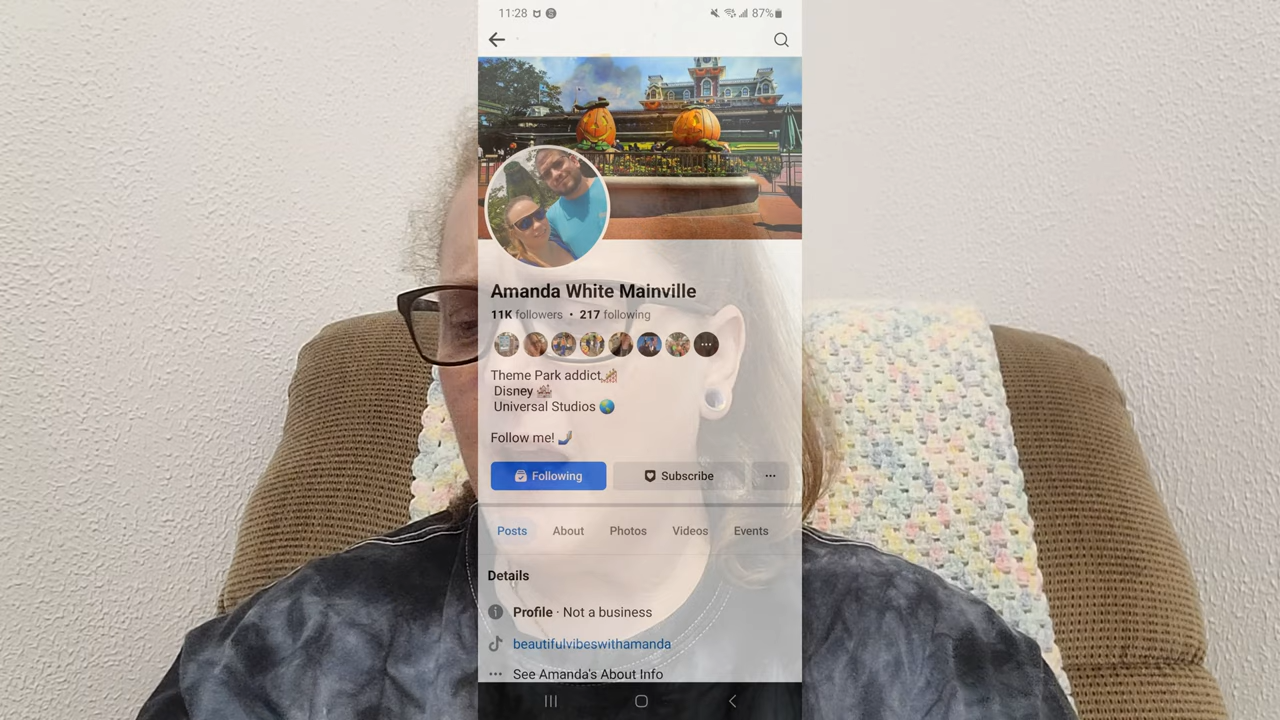 11:28
87%
Amanda White Mainville
11K followers • 217 following
Theme Park addict
Disney
Universal Studios
Follow me!
Following
Subscribe
Posts About Photos Videos Events
Details
Profile · Not a business
beautifulvibeswithamanda
See Amanda's About Info